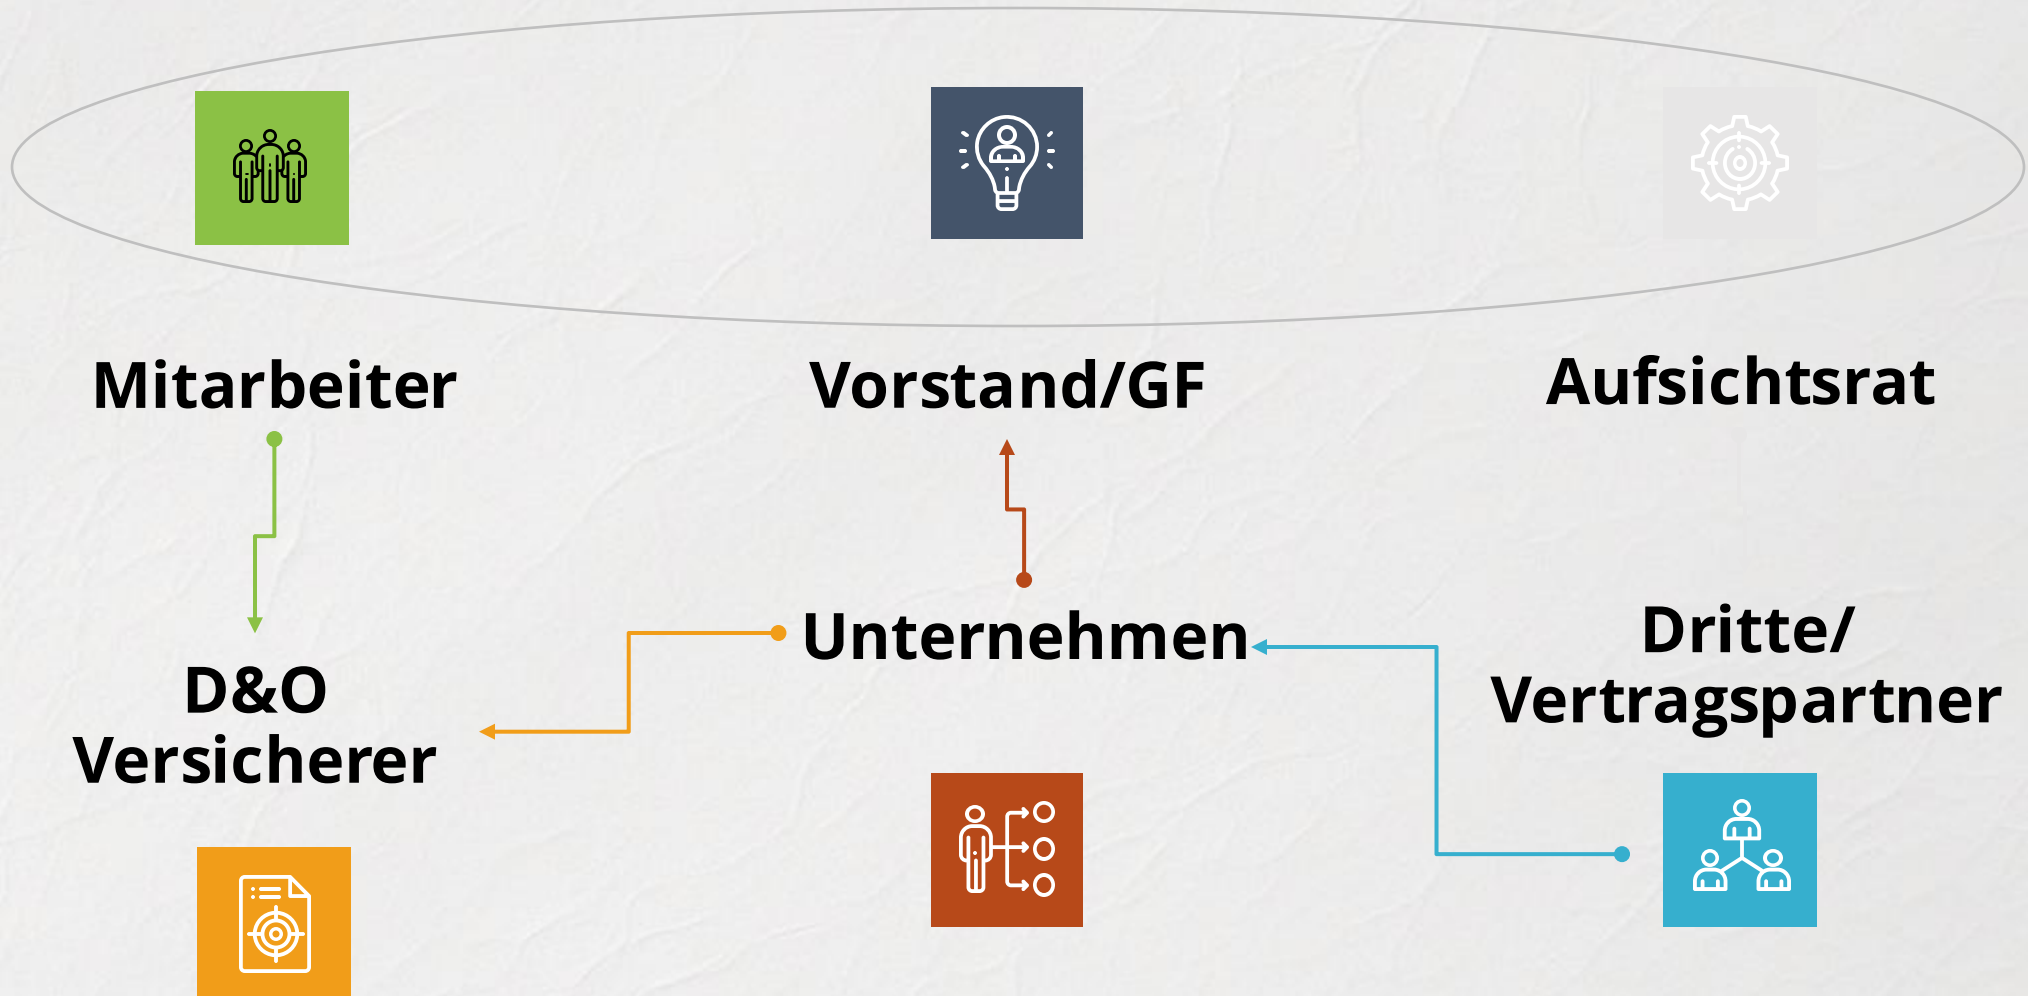 Mitarbeiter
Vorstand/GF
Aufsichtsrat
D&O
Versicherer
Unternehmen
Dritte/
Vertragspartner